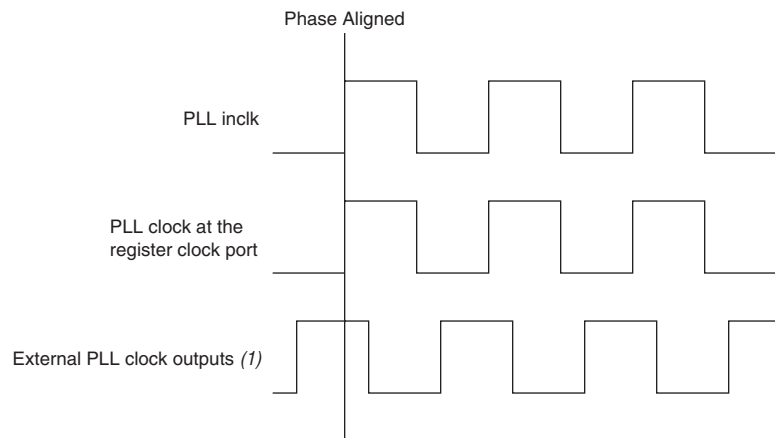 Phase Aligned
PLL inclk
PLL clock at the
register clock port
External PLL clock outputs (1)